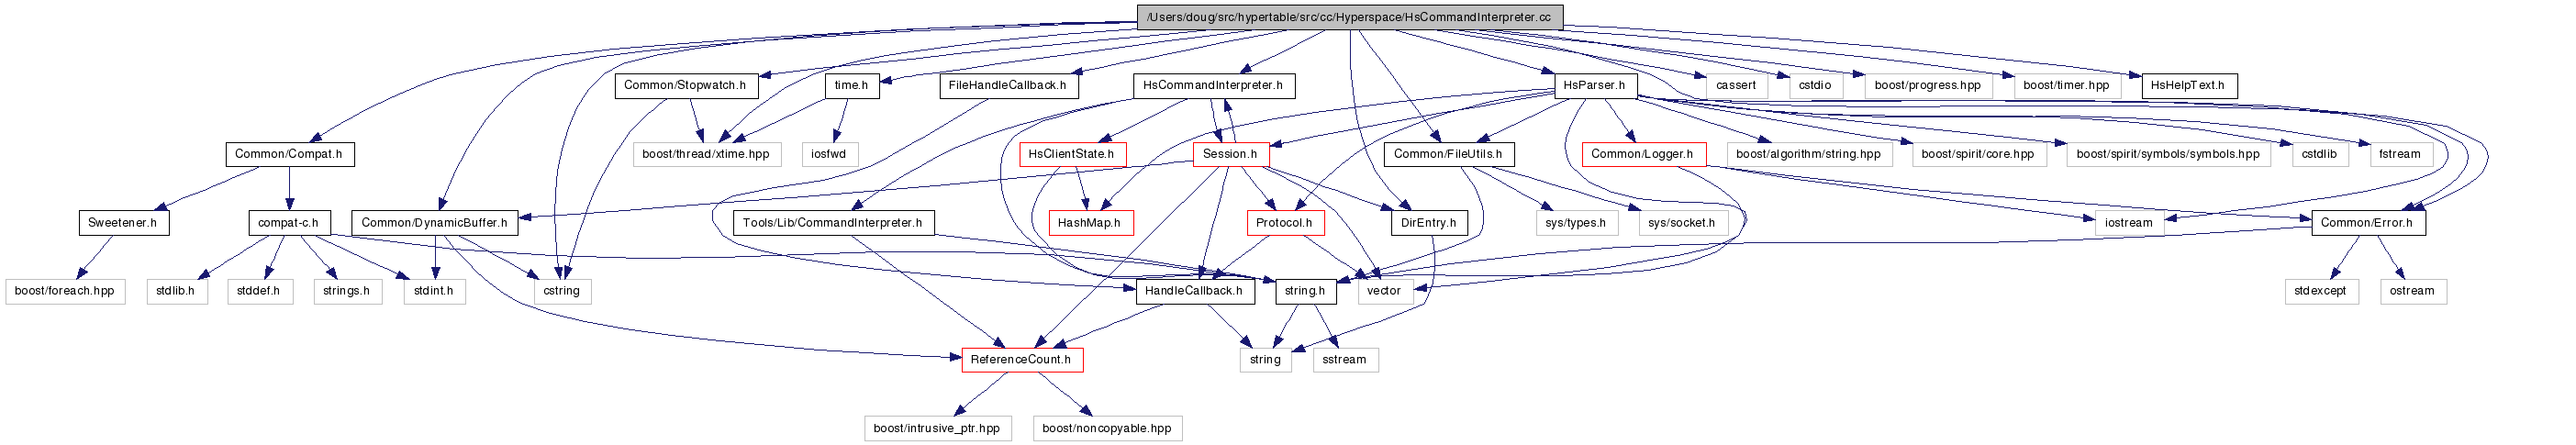 /Users/doug/src/hypertable/src/cc/Hyperspace/HsCommandInterpreter.cc
Common/Stopwatch.h
time.h
FileHandleCallback.h
HsCommandInterpreter.h
HsParser.h
cassert
cstdio
boost/progress.hpp
boost/timer.hpp
HsHelpText.h
Common/Compat.h
boost/thread/xtime.hpp
iosfwd
HsClientState.h
Session.h
Common/FileUtils.h
Common/Logger.h
boost/algorithm/string.hpp
boost/spirit/core.hpp
boost/spirit/symbols/symbols.hpp
cstdlib
fstream
Sweetener.h
compat-c.h
Common/DynamicBuffer.h
Tools/Lib/CommandInterpreter.h
HashMap.h
Protocol.h
DirEntry.h
sys/types.h
sys/socket.h
iostream
Common/Error.h
boost/foreach.hpp
stdlib.h
stddef.h
strings.h
stdint.h
cstring
HandleCallback.h
string.h
vector
stdexcept
ostream
ReferenceCount.h
string
sstream
boost/intrusive_ptr.hpp
boost/noncopyable.hpp